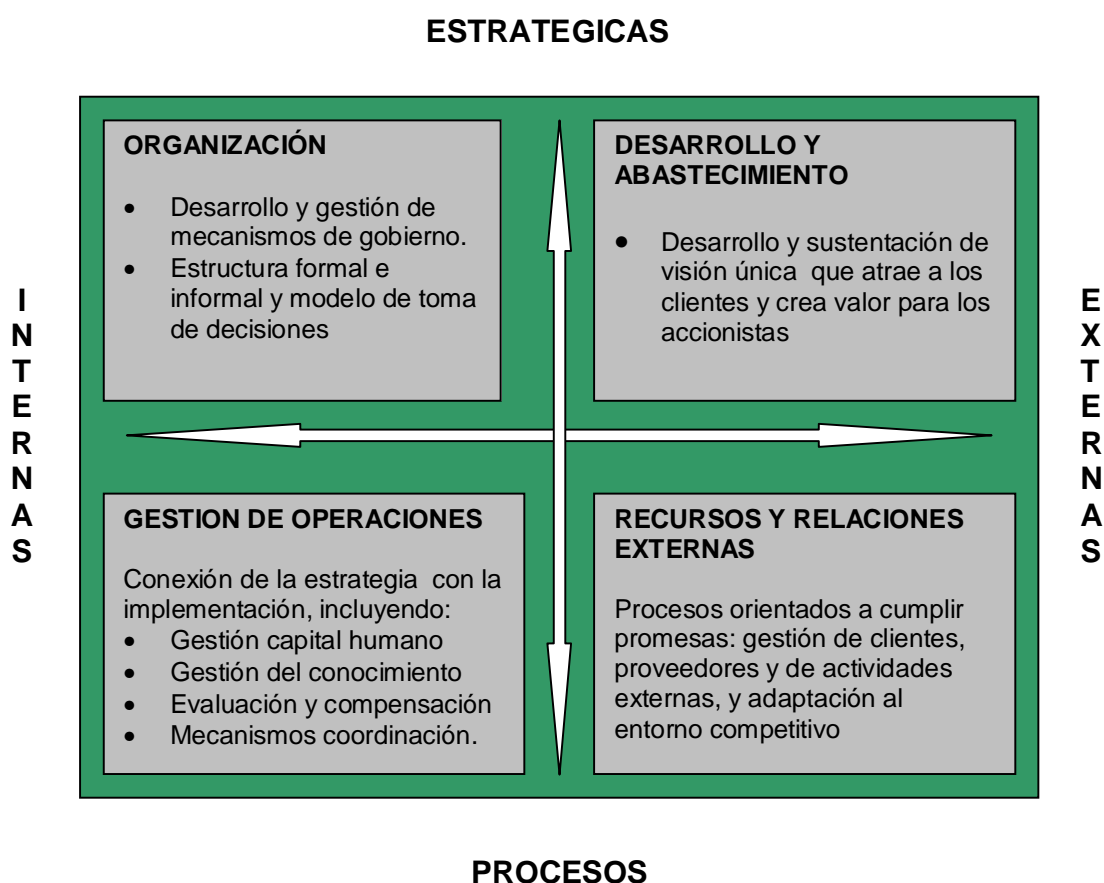 ESTRATEGICAS
INTERNAS
ORGANIZACIÓN
• Desarrollo y gestión de
mecanismos de gobierno.
• Estructura formal e
informal y modelo de toma
de decisiones
DESARROLLO Y
ABASTECIMIENTO
• Desarrollo y sustentación de
visión única que atrae a los
clientes y crea valor para los
accionistas
EXTERNAS
GESTION DE OPERACIONES
Conexión de la estrategia con la
implementación, incluyendo:
• Gestión capital humano
• Gestión del conocimiento
• Evaluación y compensación
• Mecanismos coordinación.
RECURSOS Y RELACIONES
EXTERNAS
Procesos orientados a cumplir
promesas: gestión de clientes,
proveedores y de actividades
externas, y adaptación al
entorno competitivo
PROCESOS